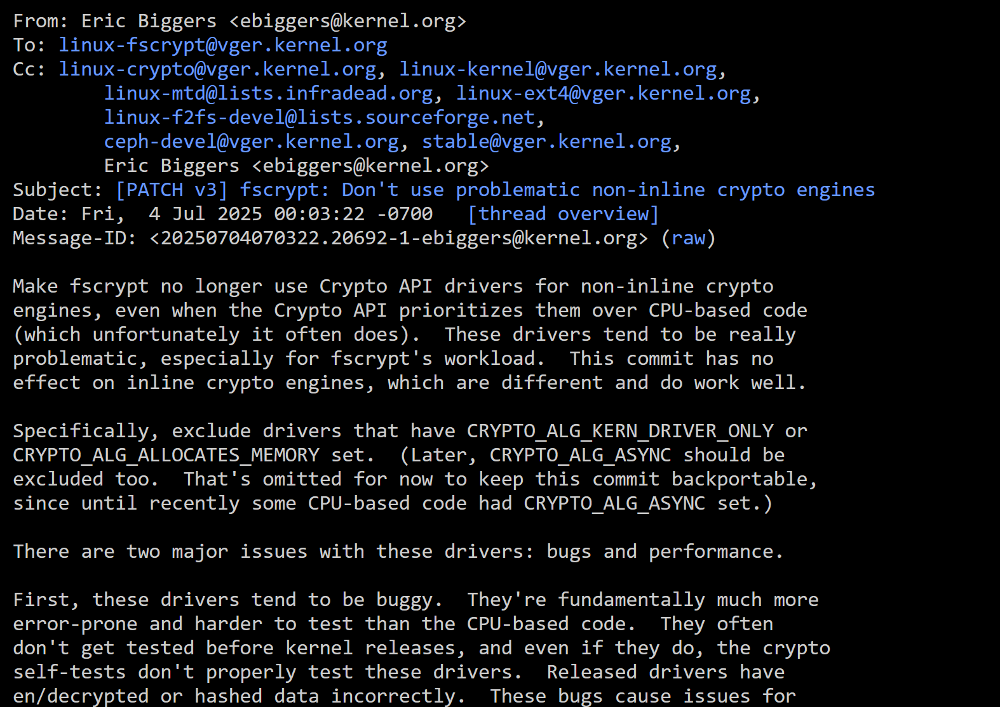 From: Eric Biggers <ebiggers@kernel.org>
To: linux-fscrypt@vger.kernel.org
Cc: linux-crypto@vger.kernel.org, linux-kernel@vger.kernel.org,
linux-mtd@lists.infradead.org, linux-ext4@vger.kernel.org,
linux-f2fs-devel@lists.sourceforge.net,
ceph-devel@vger.kernel.org, stable@vger.kernel.org,
Eric Biggers <ebiggers@kernel.org>
Subject: [PATCH v3] fscrypt: Don't use problematic non-inline crypto engines
Date: Fri,  4 Jul 2025 00:03:22 -0700   [thread overview]
Message-ID: <20250704070322.20692-1-ebiggers@kernel.org> (raw)

Make fscrypt no longer use Crypto API drivers for non-inline crypto
engines, even when the Crypto API prioritizes them over CPU-based code
(which unfortunately it often does).  These drivers tend to be really
problematic, especially for fscrypt's workload.  This commit has no
effect on inline crypto engines, which are different and do work well.

Specifically, exclude drivers that have CRYPTO_ALG_KERN_DRIVER_ONLY or
CRYPTO_ALG_ALLOCATES_MEMORY set.  (Later, CRYPTO_ALG_ASYNC should be
excluded too.  That's omitted for now to keep this commit backportable,
since until recently some CPU-based code had CRYPTO_ALG_ASYNC set.)

There are two major issues with these drivers: bugs and performance.

First, these drivers tend to be buggy.  They're fundamentally much more
error-prone and harder to test than the CPU-based code.  They often
don't get tested before kernel releases, and even if they do, the crypto
self-tests don't properly test these drivers.  Released drivers have
en/decrypted or hashed data incorrectly.  These bugs cause issues for